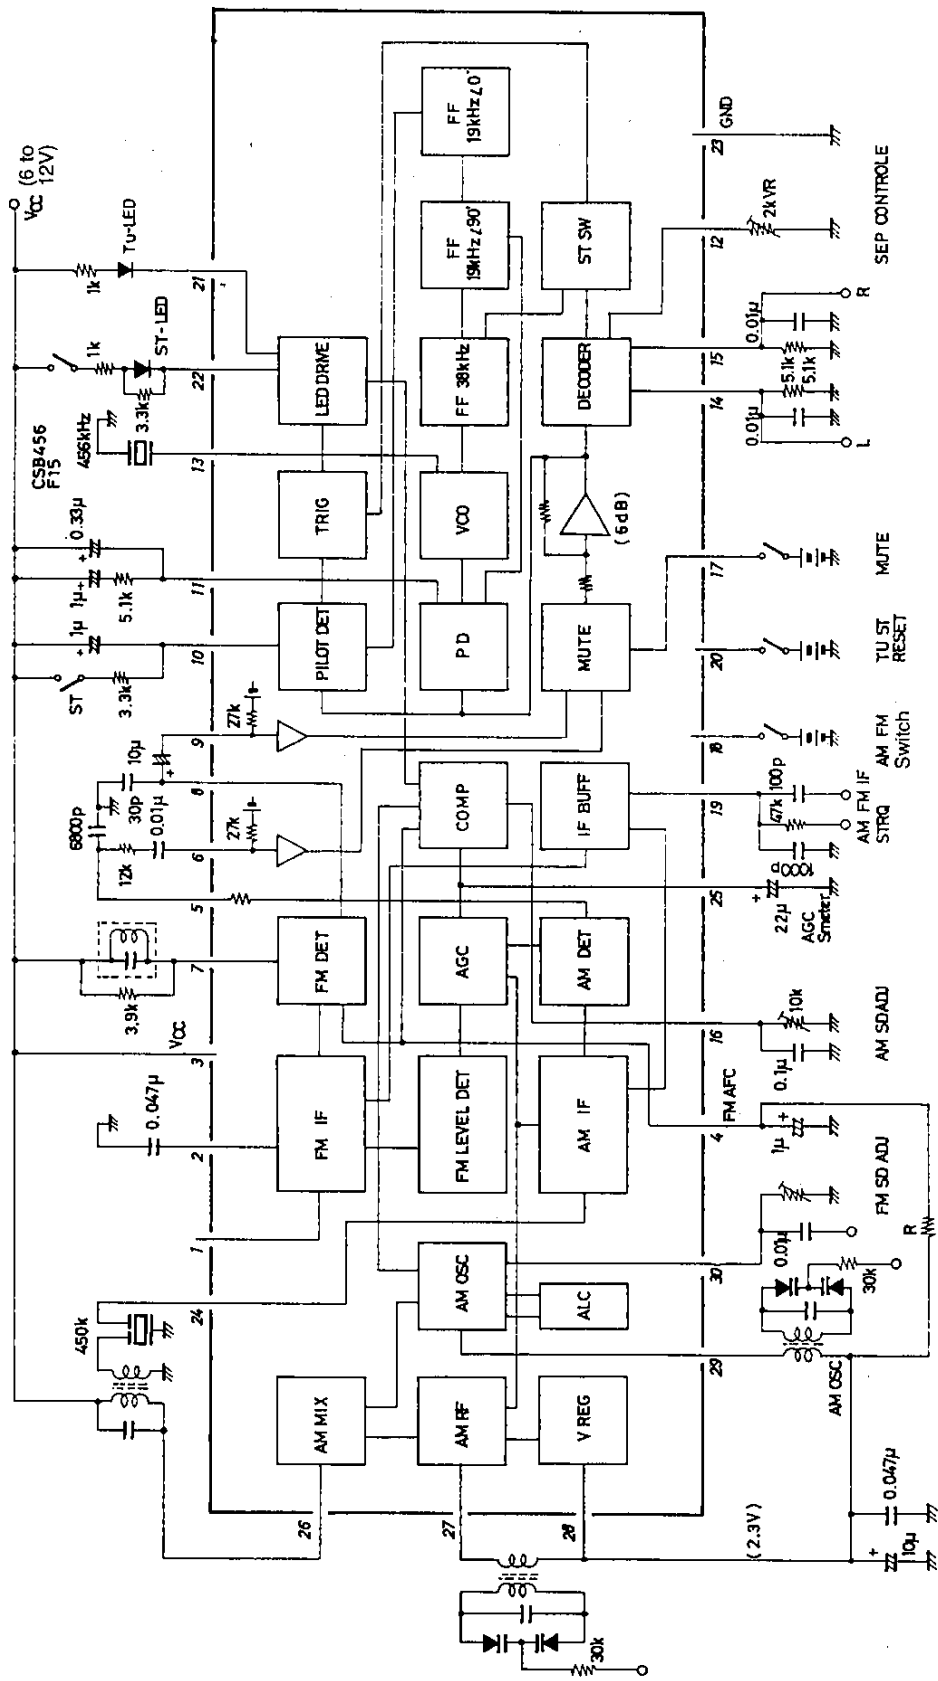 VCC (6 to
12V)
Tu-LED
1k
21
ST-LED
1k
3.3k
22
CSB456
F15
456kHz
13
0.33μ
+
1μ+
5.1k
11
1μ
+
ST
3.3k
10
27k
9
10μ
+
8
6800p
30p
0.01μ
12k
27k
6
5
3.9k
7
VCC
3
0.047μ
2
1
450k
24
26
27
28
30k
FF
19kHz∠0°
FF
19kHz∠90°
ST SW
LED DRIVE
FF 38kHz
DECODER
TRIG
VCO
(6dB)
PILOT DET
PD
MUTE
COMP
IF BUFF
FM DET
AGC
AM DET
FM IF
FM LEVEL DET
AM IF
AM OSC
ALC
AM MIX
AM RF
V REG
23
GND
12
2kVR
SEP CONTROLE
15
0.01μ
R
5.1k
5.1k
14
0.01μ
L
17
MUTE
20
TU ST
RESET
18
AM FM
Switch
19
100p
47k
AM FM IF
STRQ
25
+
22μ
AGC
Smeter
16
10k
0.1μ
AM SD ADJ
4
FM AFC
1μ
+
FM SD ADJ
30
0.01μ
R
30k
29
AM OSC
(2.3V)
0.047μ
+
10μ